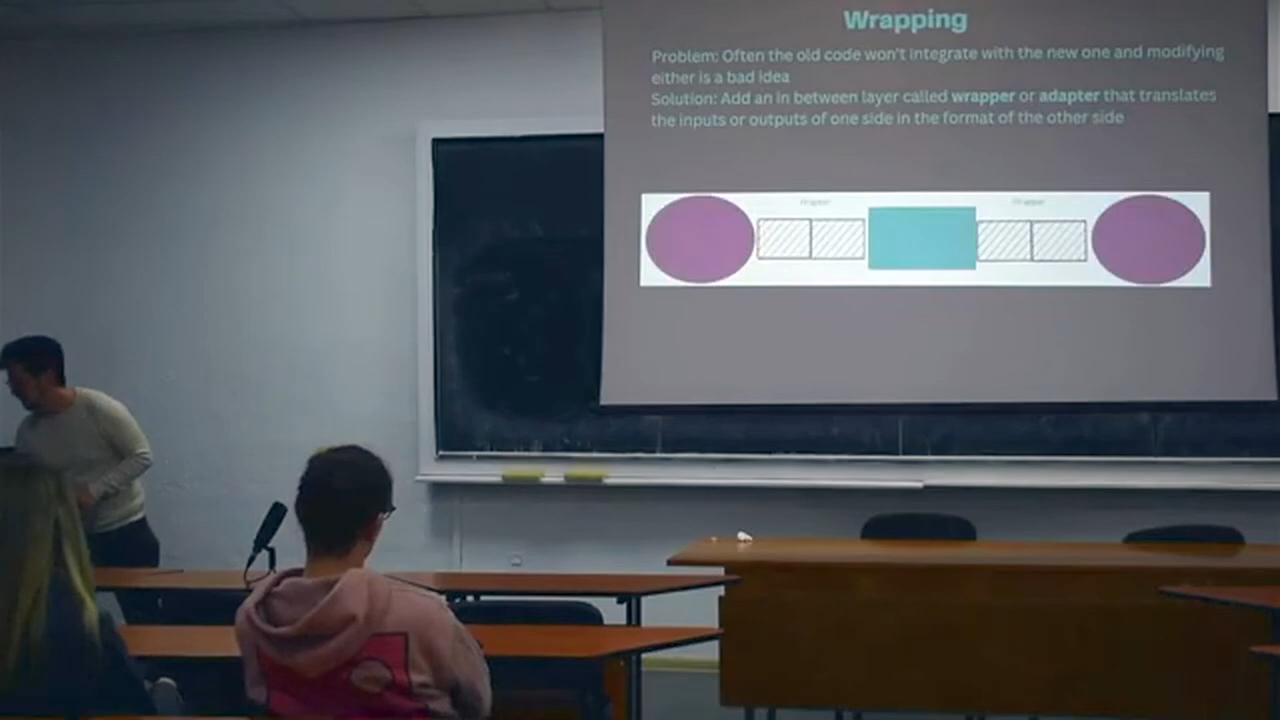 Wrapping
Problem: Often the old code won't integrate with the new one and modifying
either is a bad idea
Solution: Add an in between layer called wrapper or adapter that translates
the inputs or outputs of one side in the format of the other side
Wrapper Wrapper